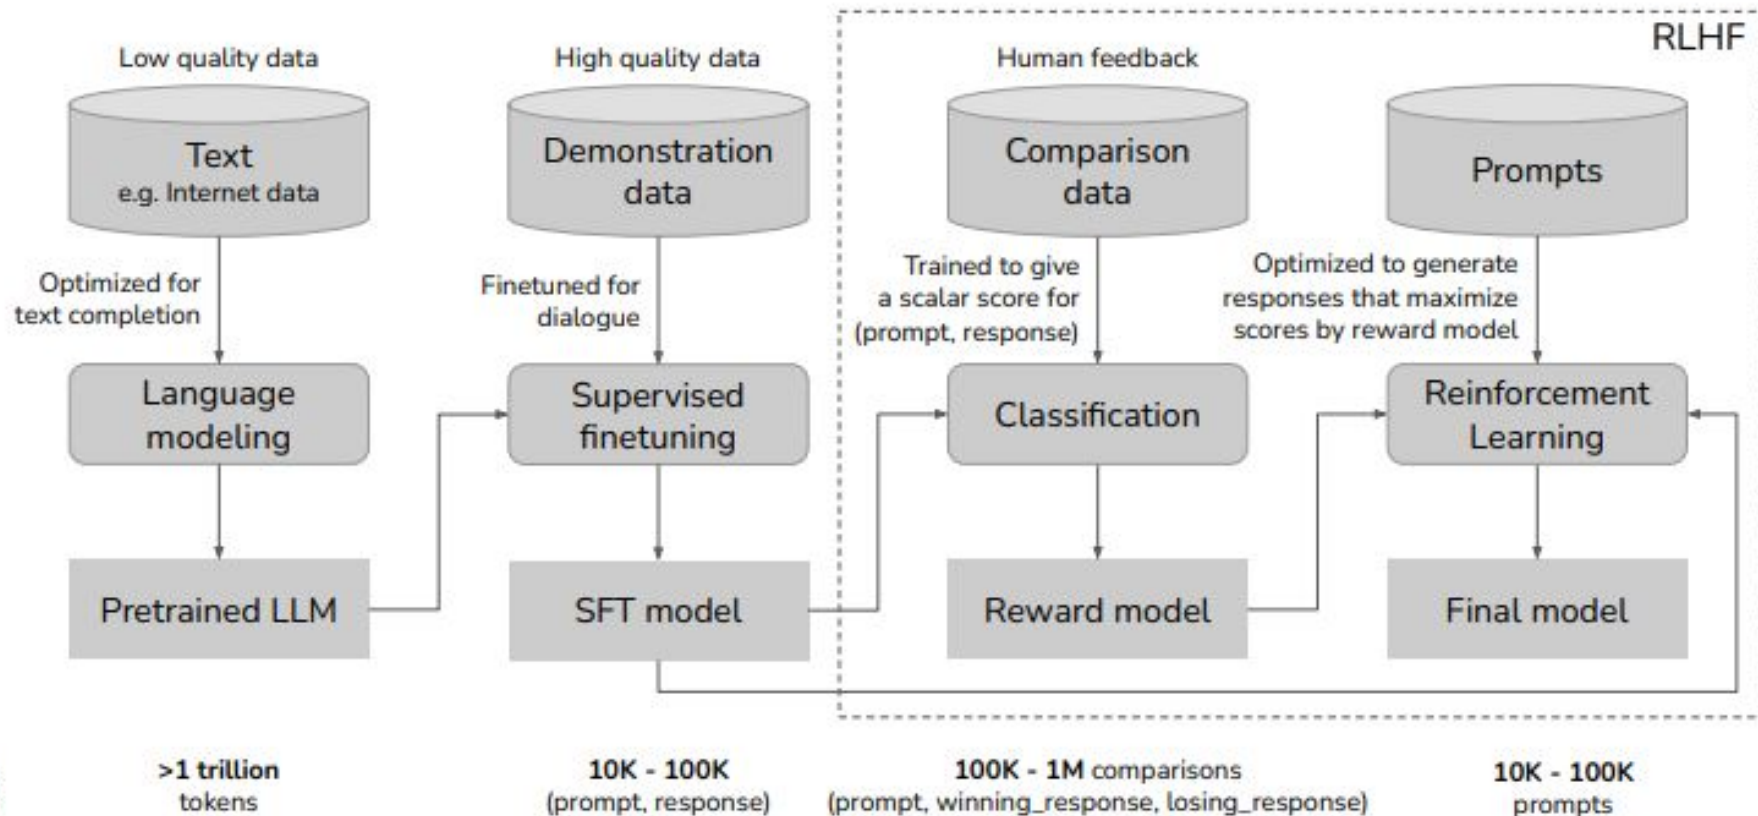 RLHF
Low quality data
Text
e.g. Internet data
Optimized for
text completion
Language
modeling
Pretrained LLM
>1 trillion
tokens
High quality data
Demonstration
data
Finetuned for
dialogue
Supervised
finetuning
SFT model
10K - 100K
(prompt, response)
Human feedback
Comparison
data
Trained to give
a scalar score for
(prompt, response)
Classification
Reward model
100K - 1M comparisons
(prompt, winning_response, losing_response)
Prompts
Optimized to generate
responses that maximize
scores by reward model
Reinforcement
Learning
Final model
10K - 100K
prompts